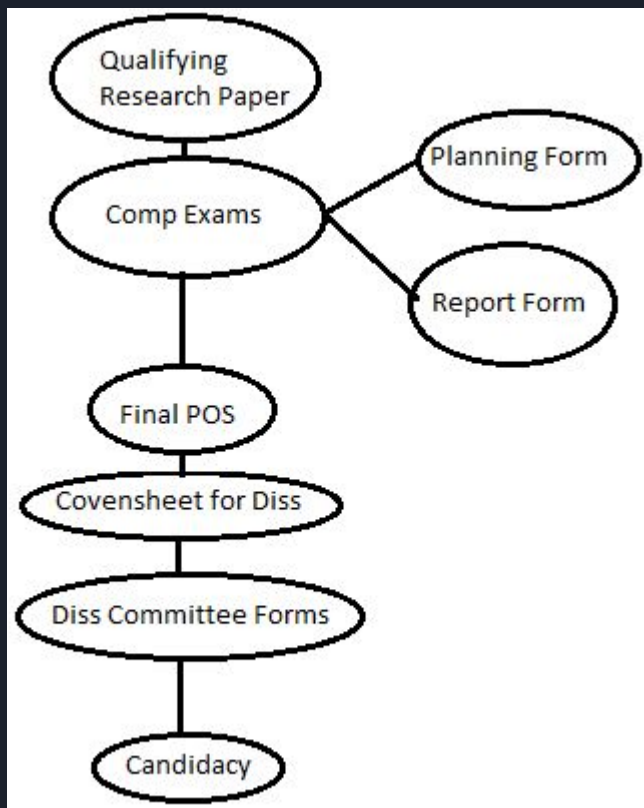 Qualifying
Research Paper
Comp Exams
Planning Form
Report Form
Final POS
Covensheet for Diss
Diss Committee Forms
Candidacy